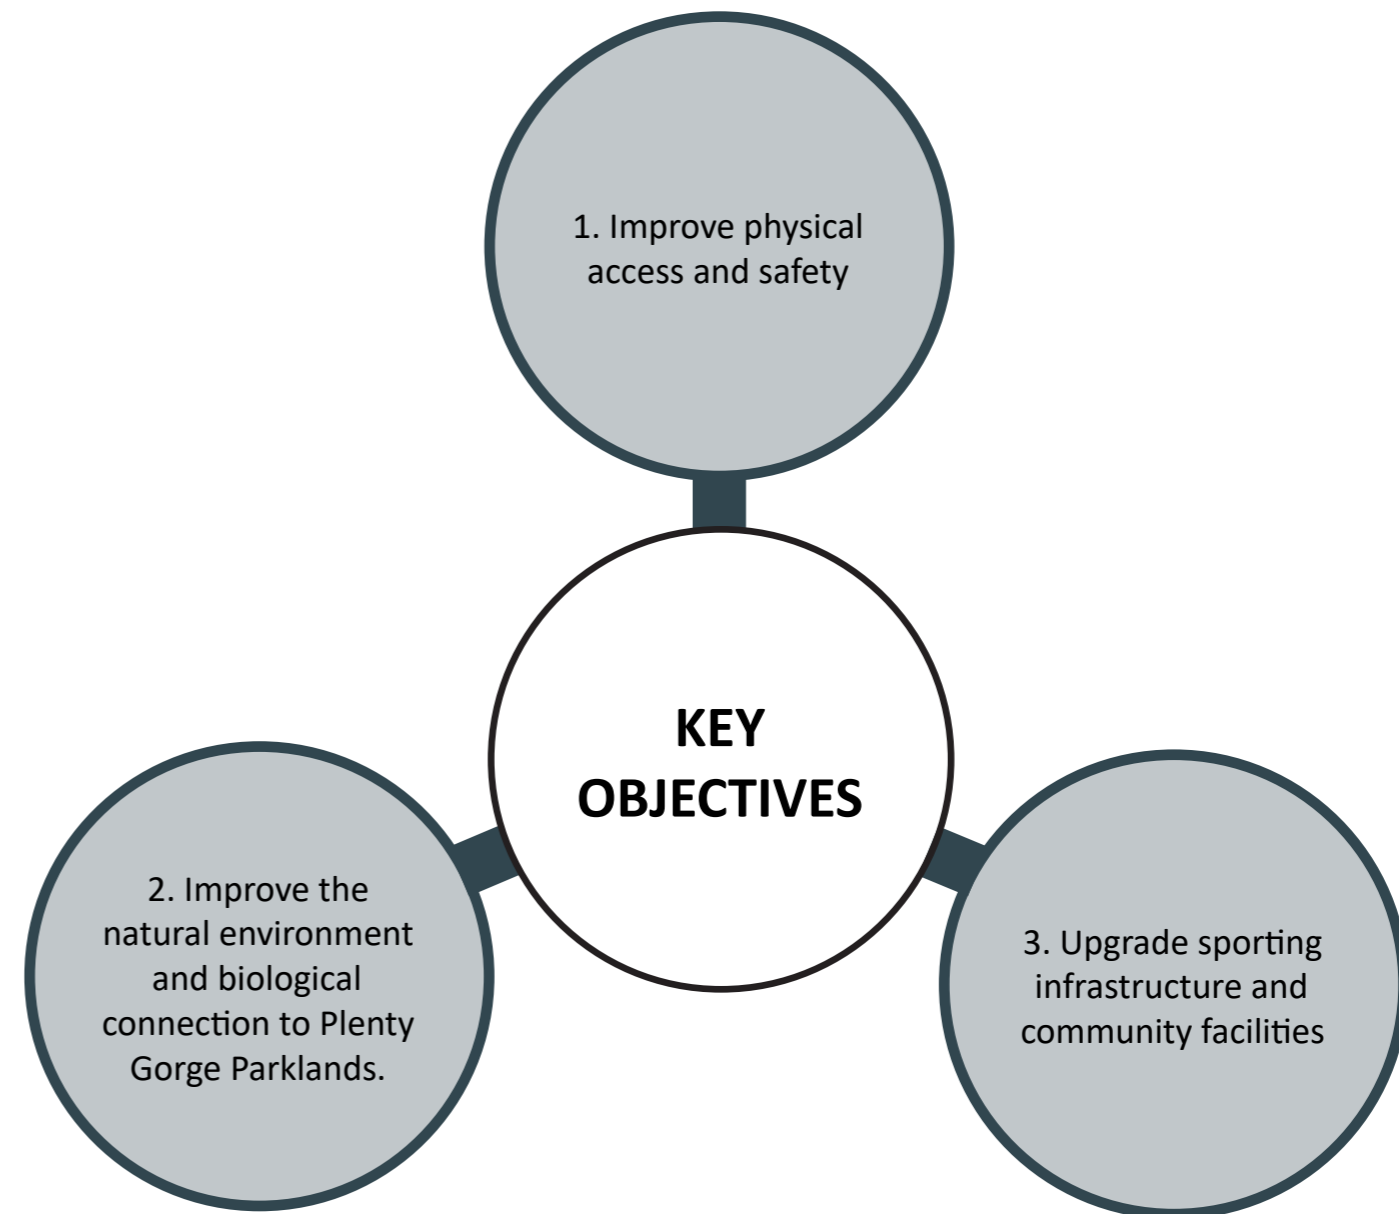 1. Improve physical
access and safety
KEY
OBJECTIVES
2. Improve the
natural environment
and biological
connection to Plenty
Gorge Parklands.
3. Upgrade sporting
infrastructure and
community facilities